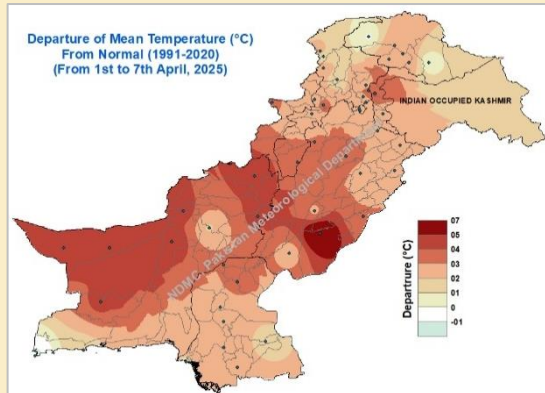 Departure of Mean Temperature (°C)
From Normal (1991-2020)
(From 1st to 7th April, 2025)
INDIAN OCCUPIED KASHMIR
NDMC, Pakistan Meteorological Department
Departrure (°C)
07
05
04
03
02
01
0
-01